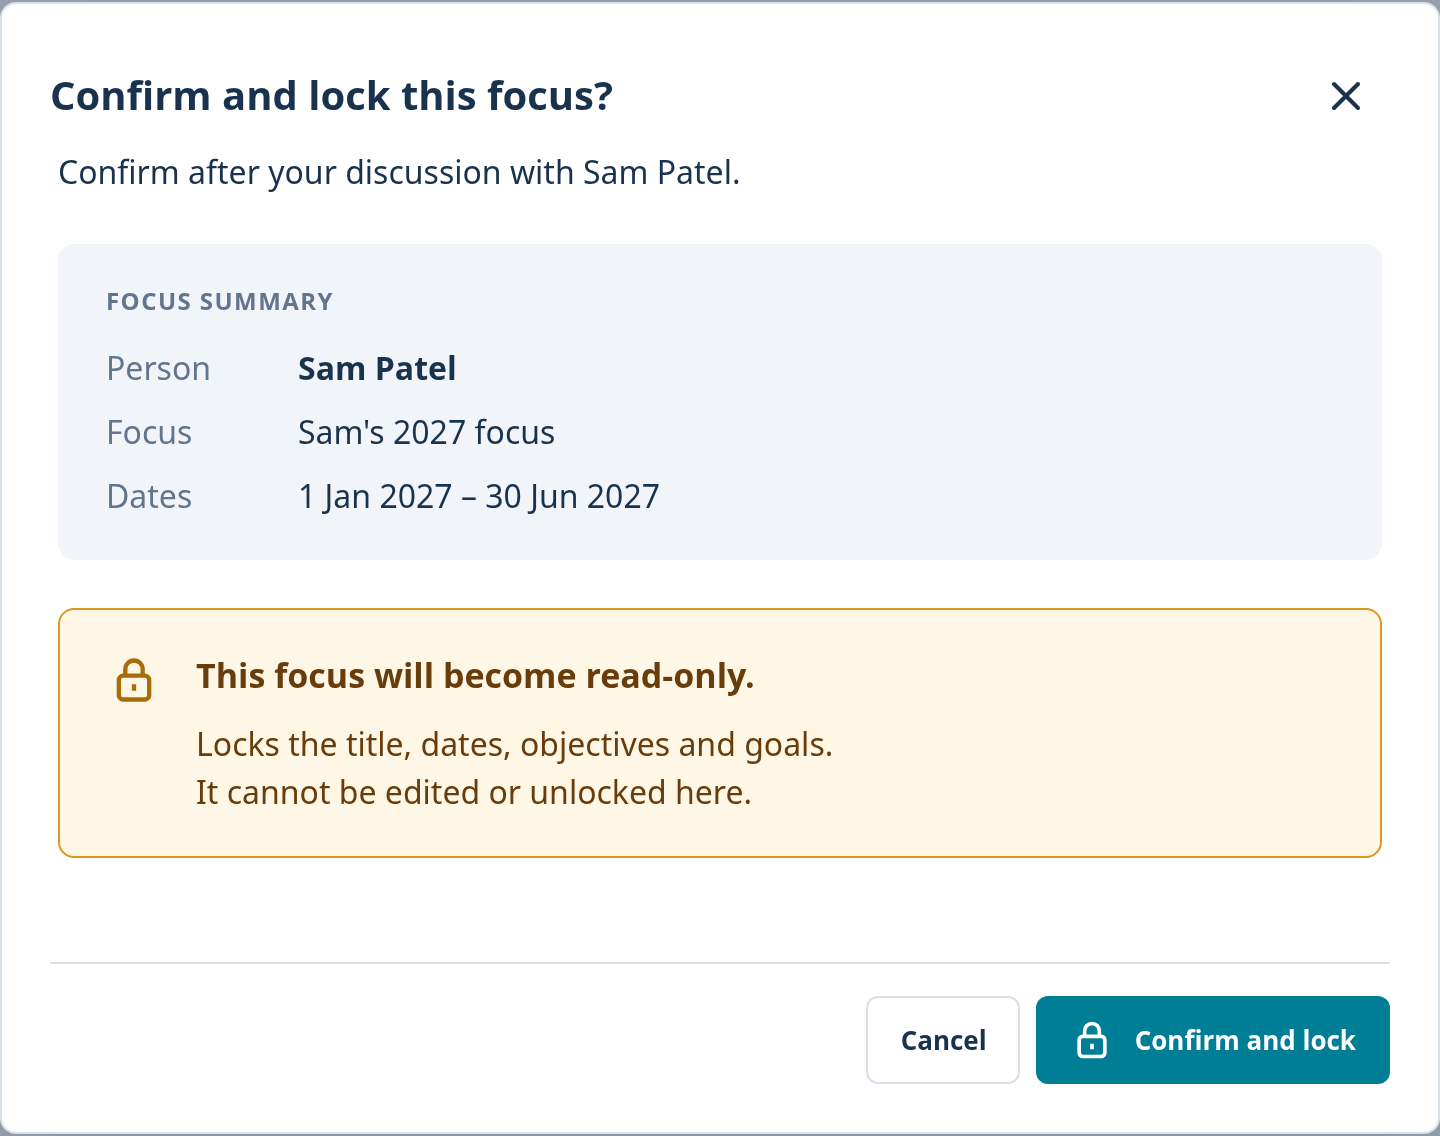 Confirm and lock this focus?
Confirm after your discussion with Sam Patel.
FOCUS SUMMARY
Person Sam Patel
Focus Sam's 2027 focus
Dates 1 Jan 2027 – 30 Jun 2027
This focus will become read-only.
Locks the title, dates, objectives and goals.
It cannot be edited or unlocked here.
Cancel Confirm and lock